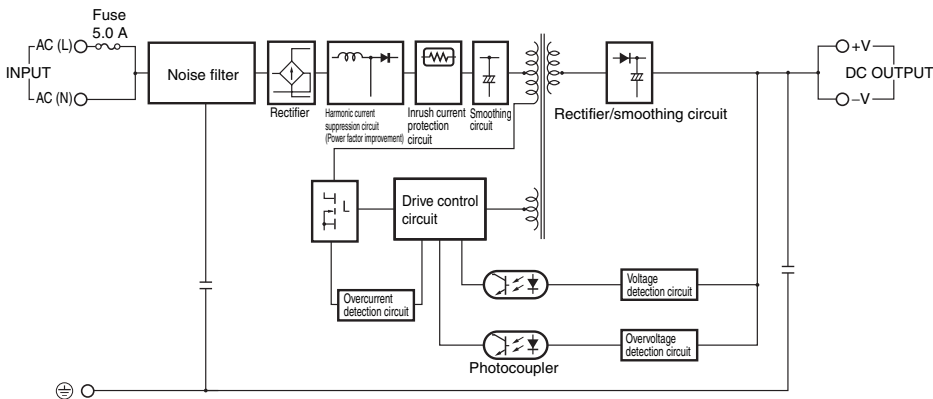 Fuse
5.0 A
AC (L)
INPUT
AC (N)
Noise filter
Rectifier
Harmonic current
suppression circuit
(Power factor improvement)
Inrush current
protection
circuit
Smoothing
circuit
Rectifier/smoothing circuit
+V
DC OUTPUT
−V
Drive control
circuit
Overcurrent
detection circuit
Voltage
detection circuit
Overvoltage
detection circuit
Photocoupler